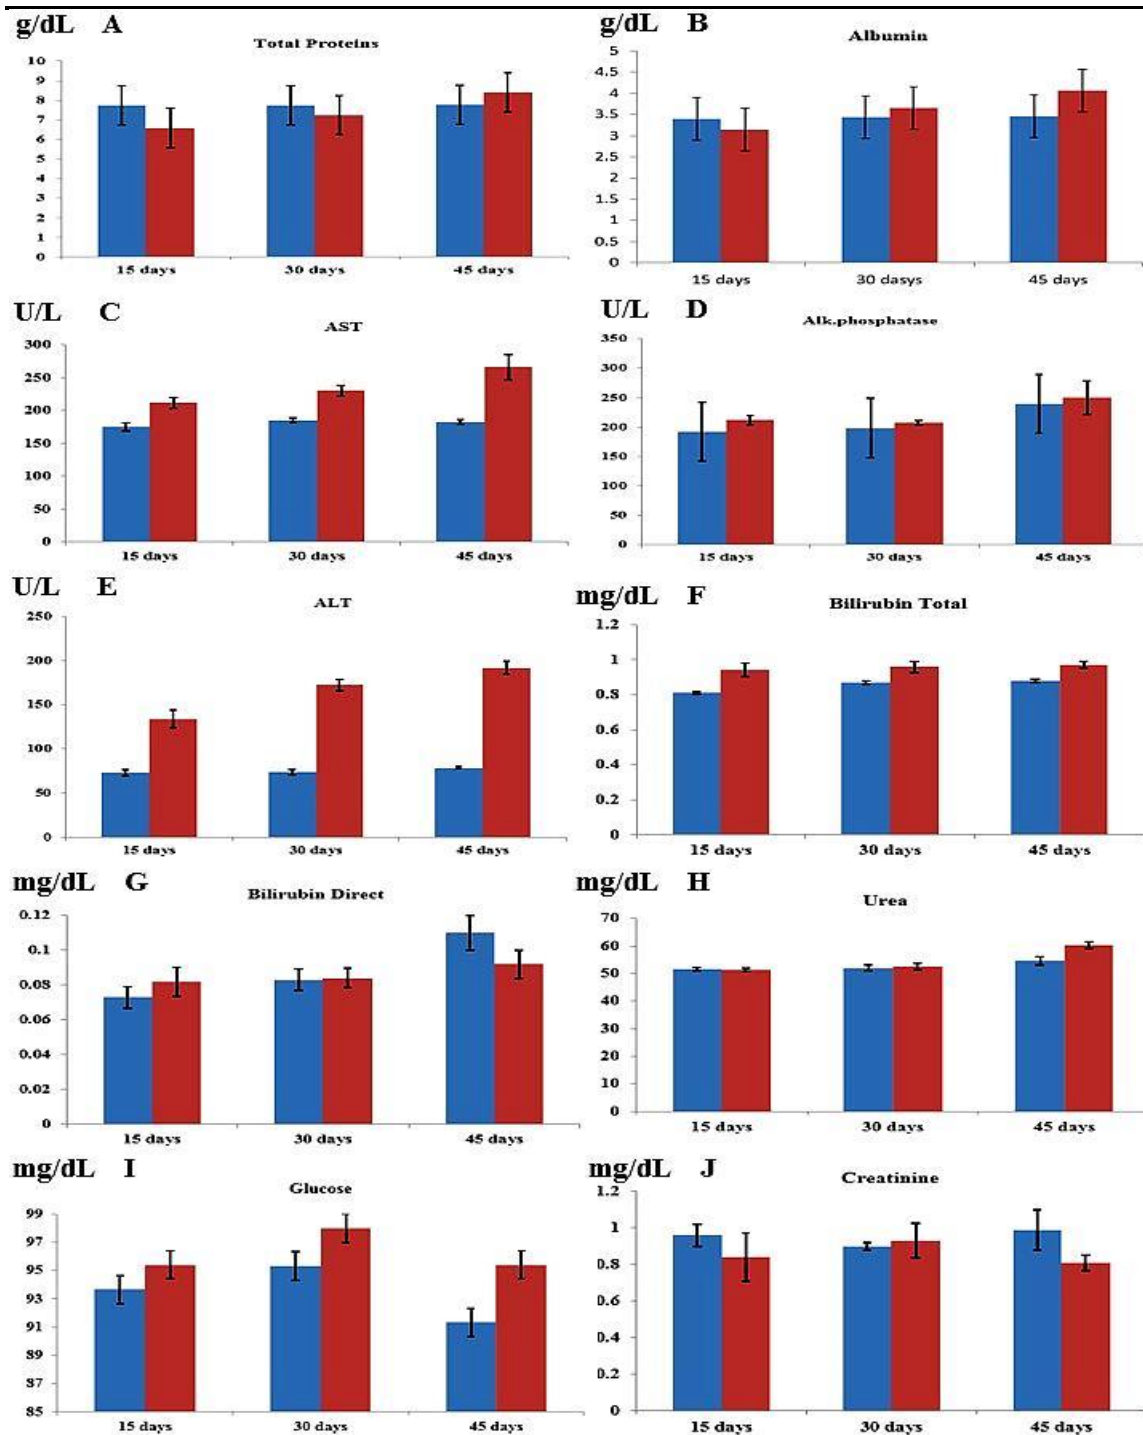 g/dL A
Total Proteins
10
9
8
7
6
5
4
3
2
1
0
15 days 30 days 45 days
g/dL B
Albumin
5
4.5
4
3.5
3
2.5
2
1.5
1
0.5
0
15 days 30 dasys 45 days
U/L C
AST
300
250
200
150
100
50
0
15 days 30 days 45 days
U/L D
Alk.phosphatase
350
300
250
200
150
100
50
0
15 days 30 days 45 days
U/L E
ALT
250
200
150
100
50
0
15 days 30 days 45 days
mg/dL F
Bilirubin Total
1.2
1
0.8
0.6
0.4
0.2
0
15 days 30 days 45 days
mg/dL G
Bilirubin Direct
0.12
0.1
0.08
0.06
0.04
0.02
0
15 days 30 days 45 days
mg/dL H
Urea
70
60
50
40
30
20
10
0
15 days 30 days 45 days
mg/dL I
Glucose
99
97
95
93
91
89
87
85
15 days 30 days 45 days
mg/dL J
Creatinine
1.2
1
0.8
0.6
0.4
0.2
0
15 days 30 days 45 days